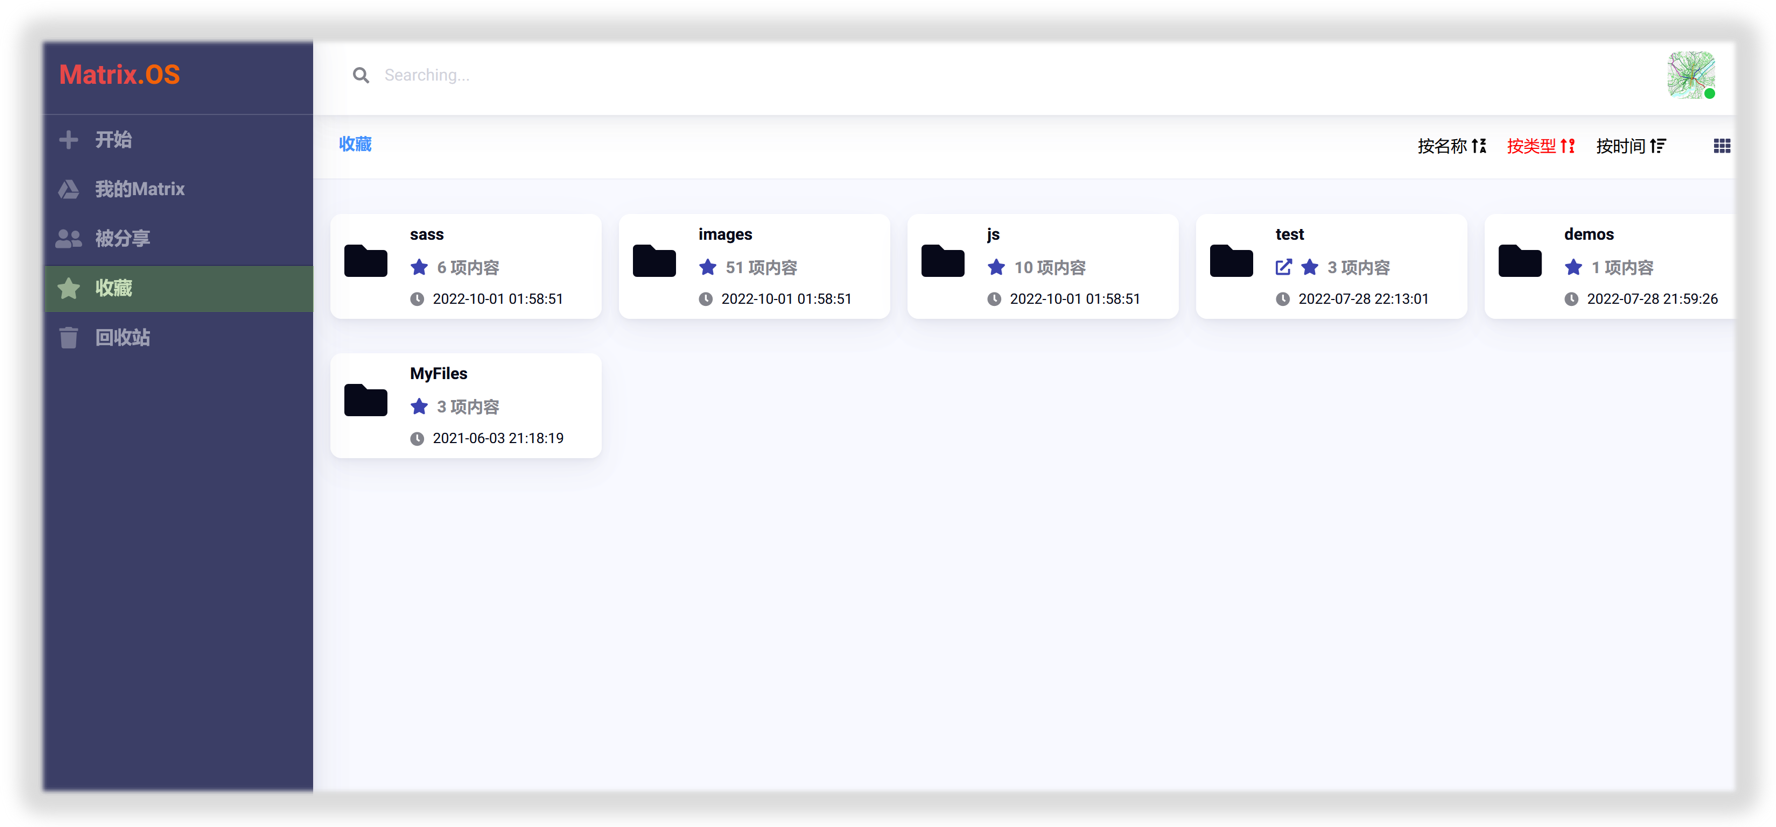 Matrix.OS
Searching...
开始
我的Matrix
被分享
收藏
回收站
收藏
按名称
按类型
按时间
sass
6 项内容
2022-10-01 01:58:51
images
51 项内容
2022-10-01 01:58:51
js
10 项内容
2022-10-01 01:58:51
test
3 项内容
2022-07-28 22:13:01
demos
1 项内容
2022-07-28 21:59:26
MyFiles
3 项内容
2021-06-03 21:18:19